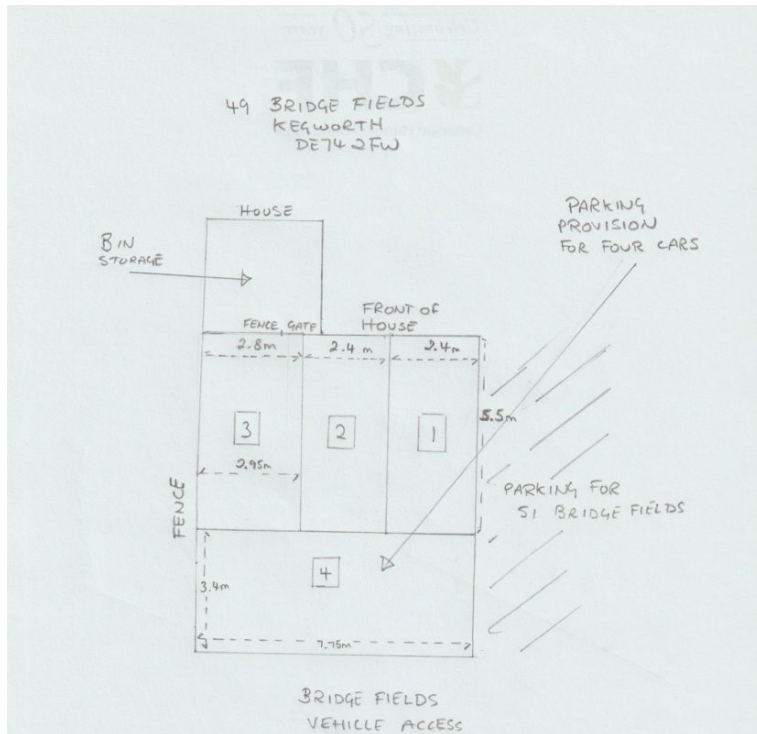 49 BRIDGE FIELDS
KEGWORTH
DE74 2FW
HOUSE
BIN
STORAGE
PARKING
PROVISION
FOR FOUR CARS
FRONT OF
HOUSE
FENCE GATE
2.8m
2.4 m
2.4m
5.5m
3
2
1
2.95m
PARKING FOR
51 BRIDGE FIELDS
FENCE
4
3.4m
7.75m
BRIDGE FIELDS
VEHICLE ACCESS